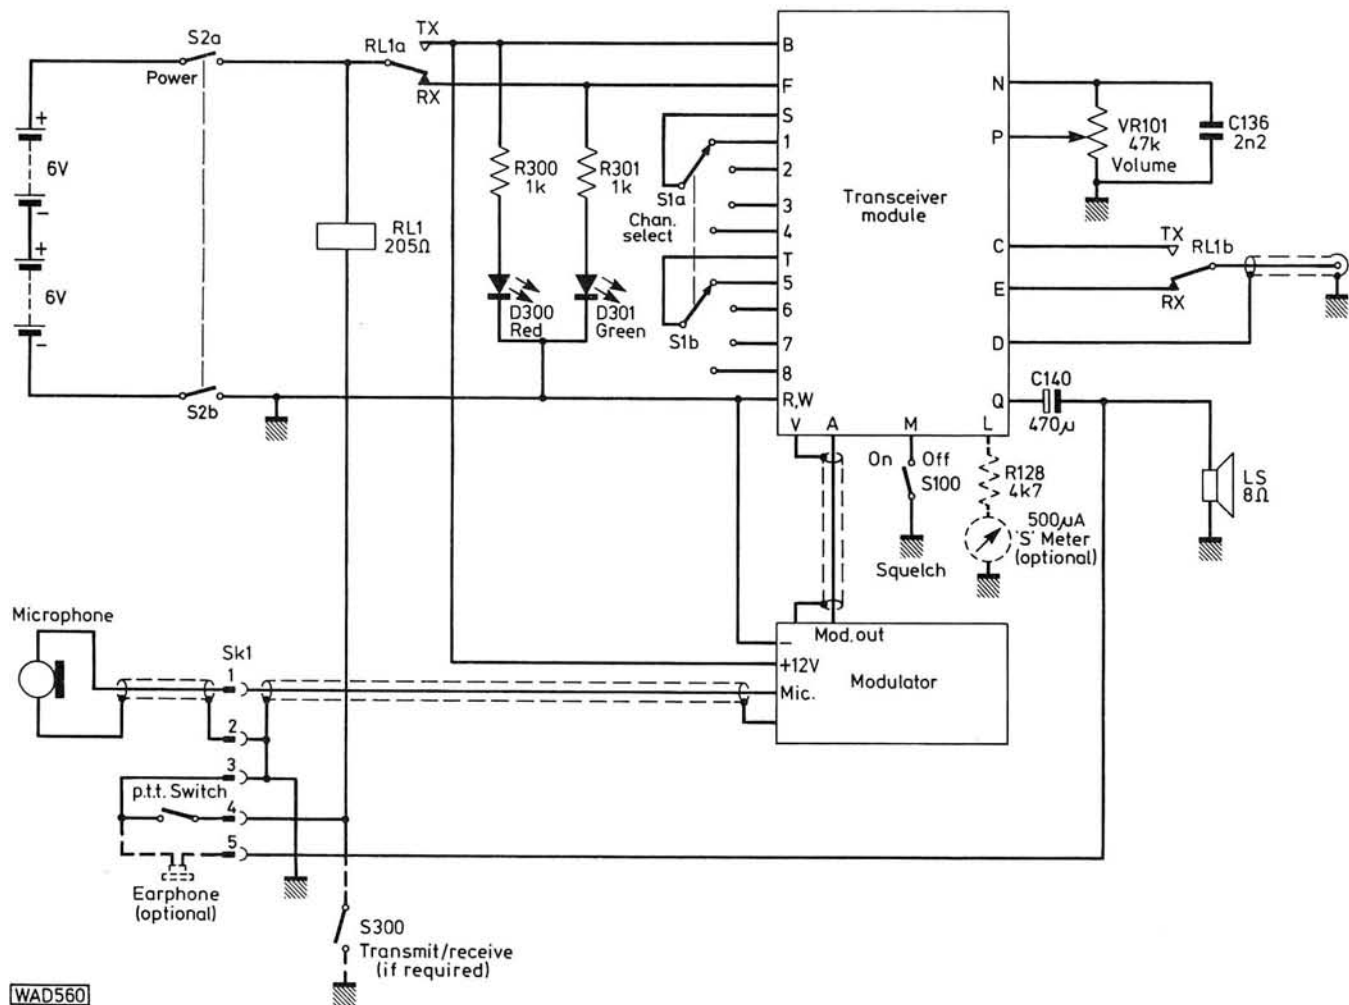 S2a
Power
+
6V
−
+
6V
−
S2b
RL1a
TX
RX
RL1
205Ω
R300
1k
R301
1k
D300
Red
D301
Green
S1a
Chan.
select
S1b
B
F
S
1
2
3
4
T
5
6
7
8
R,W
Transceiver
module
V
A
M
L
N
P
C
E
D
Q
VR101
47k
Volume
C136
2n2
TX
RL1b
RX
C140
470µ
LS
8Ω
On
Off
S100
Squelch
R128
4k7
500µA
'S' Meter
(optional)
Microphone
Sk1
1
2
3
4
5
p.t.t. Switch
Earphone
(optional)
S300
Transmit/receive
(if required)
Mod.out
−
+12V
Mic.
Modulator
WAD560